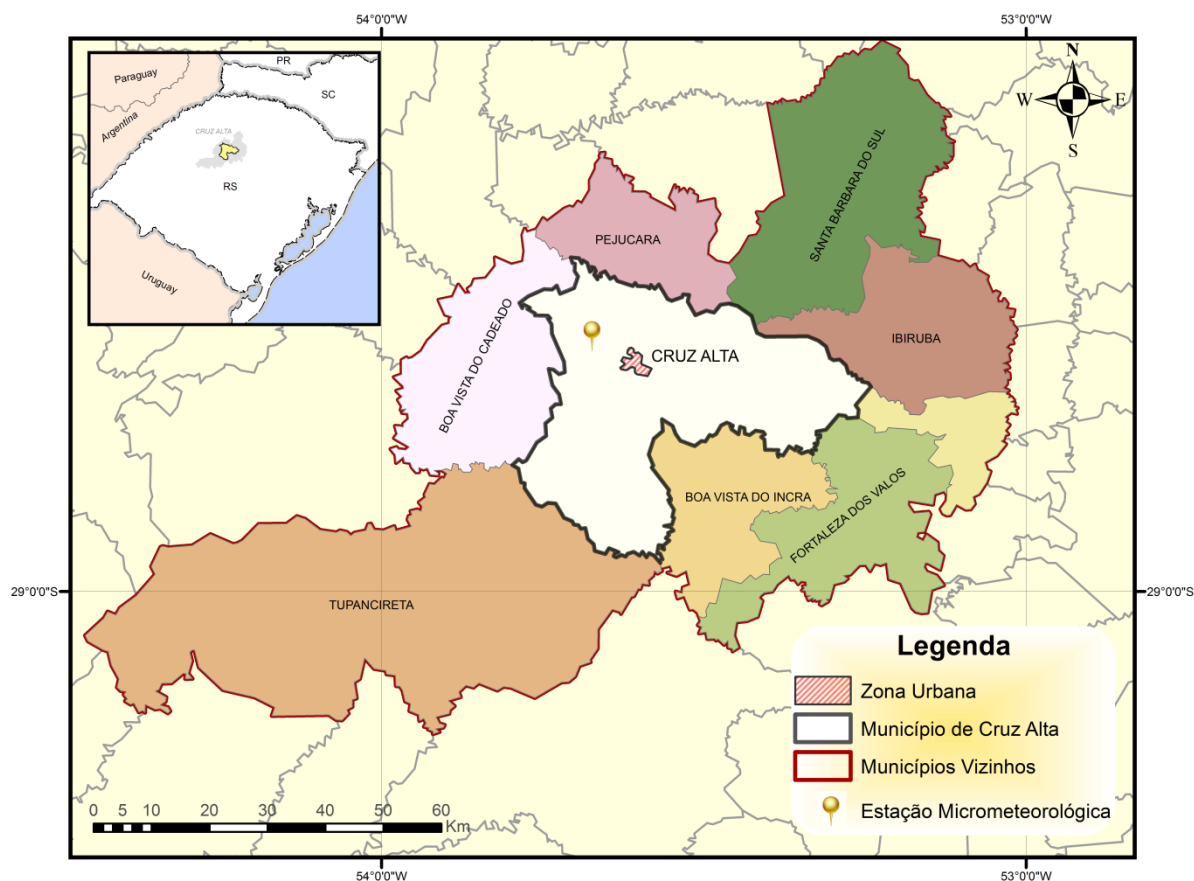 54°0'0"W
53°0'0"W
PR
Paraguay
SC
Argentina
CRUZ ALTA
RS
Uruguay
N
W
E
S
SANTA BARBARA DO SUL
PEJUCARA
BOA VISTA DO CADEADO
IBIRUBA
CRUZ ALTA
BOA VISTA DO INCRA
FORTALEZA DOS VALOS
29°0'0"S
29°0'0"S
TUPANCIRETA
Legenda
Zona Urbana
Município de Cruz Alta
Municípios Vizinhos
Estação Micrometeorológica
0 5 10 20 30 40 50 60
Km
54°0'0"W
53°0'0"W